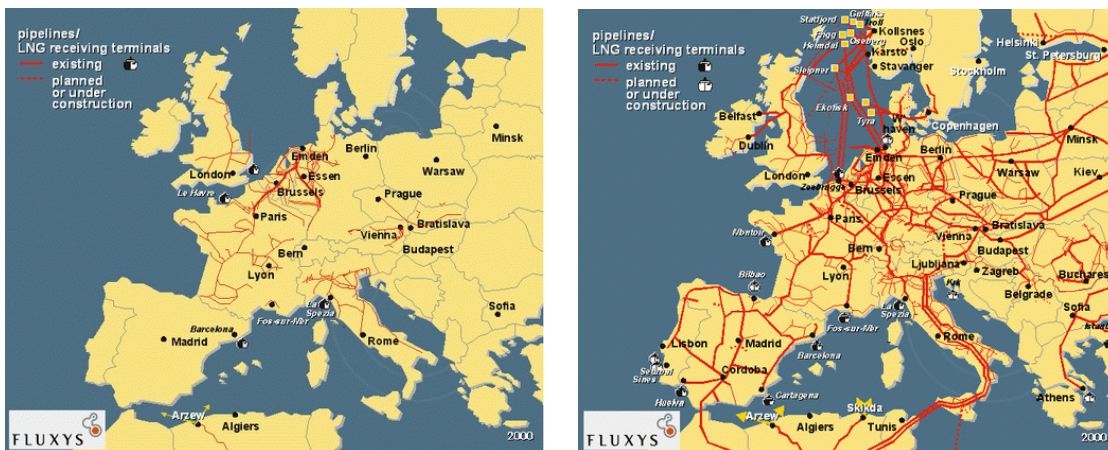 pipelines/
LNG receiving terminals
existing
planned
or under
construction
Minsk
Berlin
Emden
Warsaw
London
Essen
Brussels
Le Havre
Prague
Paris
Bratislava
Vienna
Bern
Budapest
Lyon
La
Spezia
Fos-sur-Mer
Sofia
Barcelona
Madrid
Rome
Arzew
Algiers
FLUXYS
2000
pipelines/
LNG receiving terminals
existing
planned
or under
construction
Statfjord
Gullfaks
Troll
Frigg
Oseberg
Heimdal
Kollsnes
Oslo
Karsto
Stavanger
Sleipner
Helsinki
St. Petersburg
Stockholm
Ekofisk
Tyra
Belfast
W'
haven
Copenhagen
Dublin
Minsk
Emden
Berlin
London
Essen
Warsaw
Zeebrugge
Brussels
Kiev
Prague
Paris
Montoir
Vienna
Bratislava
Bern
Budapest
Ljubljana
Lyon
Zagreb
Bilbao
Krk
Bucharest
La
Spezia
Belgrade
Fos-sur-Mer
Sofia
Lisbon
Madrid
Rome
Barcelona
Sines
Cordoba
Huelva
Cartagena
Athens
Arzew
Skikda
Algiers
Tunis
FLUXYS
2000